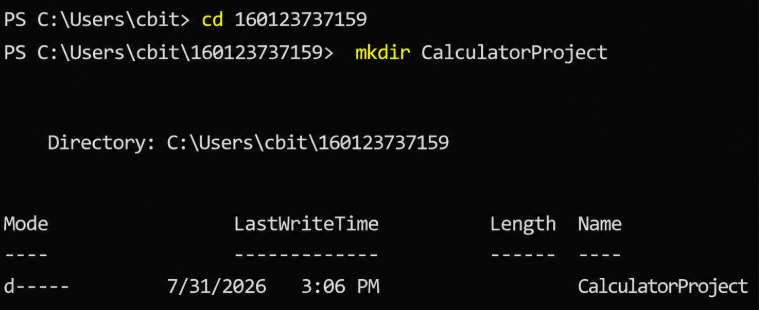 PS C:\Users\cbit> cd 160123737159
PS C:\Users\cbit\160123737159>  mkdir CalculatorProject
    Directory: C:\Users\cbit\160123737159
Mode                 LastWriteTime         Length  Name
----                 -------------         ------  ----
d-----         7/31/2026   3:06 PM                 CalculatorProject